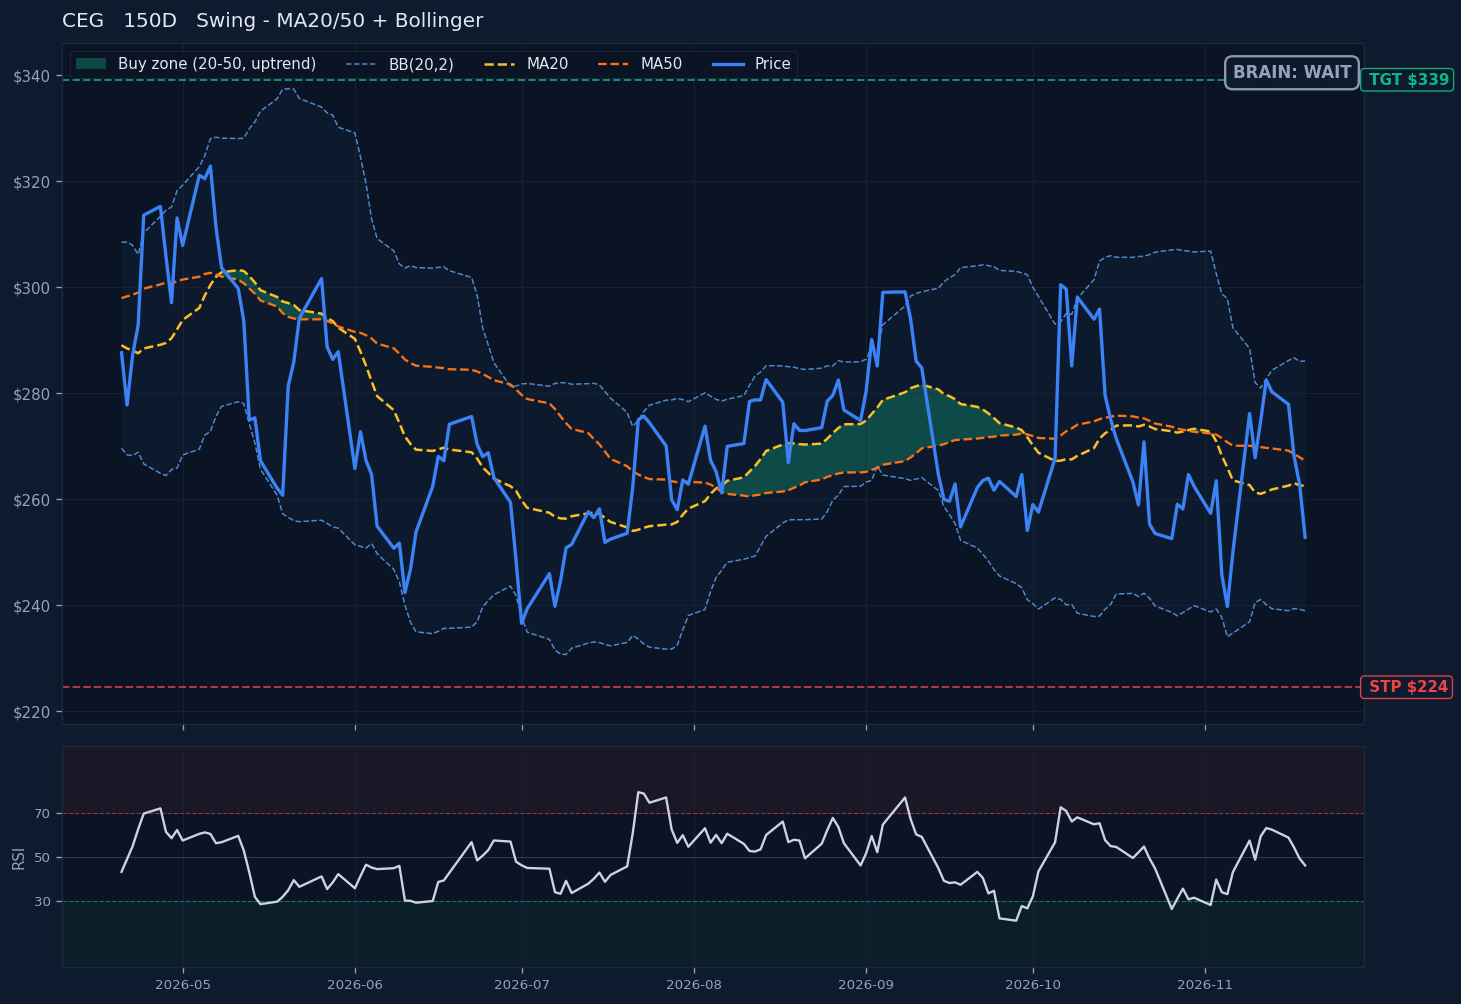 CEG 150D Swing - MA20/50 + Bollinger
Buy zone (20-50, uptrend) BB(20,2) MA20 MA50 Price
BRAIN: WAIT
TGT $339
$340
$320
$300
$280
$260
$240
STP $224
$220
70
50
30
RSI
2026-05 2026-06 2026-07 2026-08 2026-09 2026-10 2026-11